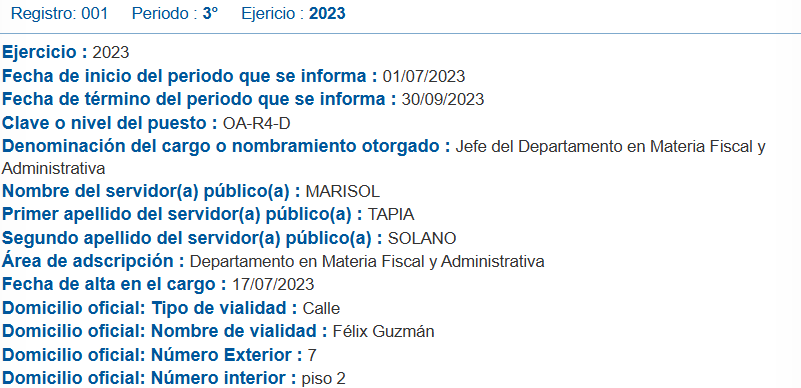 Registro: 001 Periodo : 3° Ejericio : 2023
Ejercicio : 2023
Fecha de inicio del periodo que se informa : 01/07/2023
Fecha de término del periodo que se informa : 30/09/2023
Clave o nivel del puesto : OA-R4-D
Denominación del cargo o nombramiento otorgado : Jefe del Departamento en Materia Fiscal y
Administrativa
Nombre del servidor(a) público(a) : MARISOL
Primer apellido del servidor(a) público(a) : TAPIA
Segundo apellido del servidor(a) público(a) : SOLANO
Área de adscripción : Departamento en Materia Fiscal y Administrativa
Fecha de alta en el cargo : 17/07/2023
Domicilio oficial: Tipo de vialidad : Calle
Domicilio oficial: Nombre de vialidad : Félix Guzmán
Domicilio oficial: Número Exterior : 7
Domicilio oficial: Número interior : piso 2